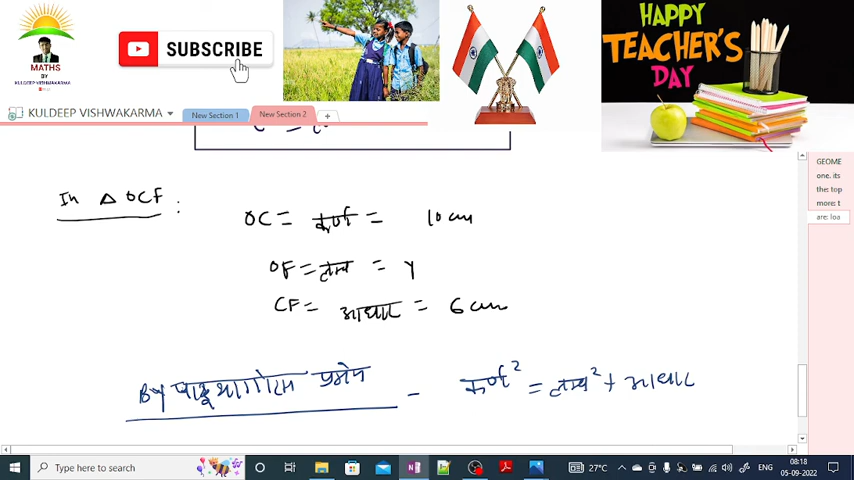 MATHS
BY
KULDEEP VISHWAKARMA
SUBSCRIBE
HAPPY
TEACHER'S
DAY
KULDEEP VISHWAKARMA
New Section 1
New Section 2
+
GEOME
one. its
the: top
more: t
are: loa
In Δ OCF :
OC = कर्ण = 10 cm
OF = लम्ब = y
CF = आधार = 6 cm
By पाइथागोरस प्रमेय — कर्ण² = लम्ब² + आधार
Type here to search
27°C
ENG
08:18
05-09-2022